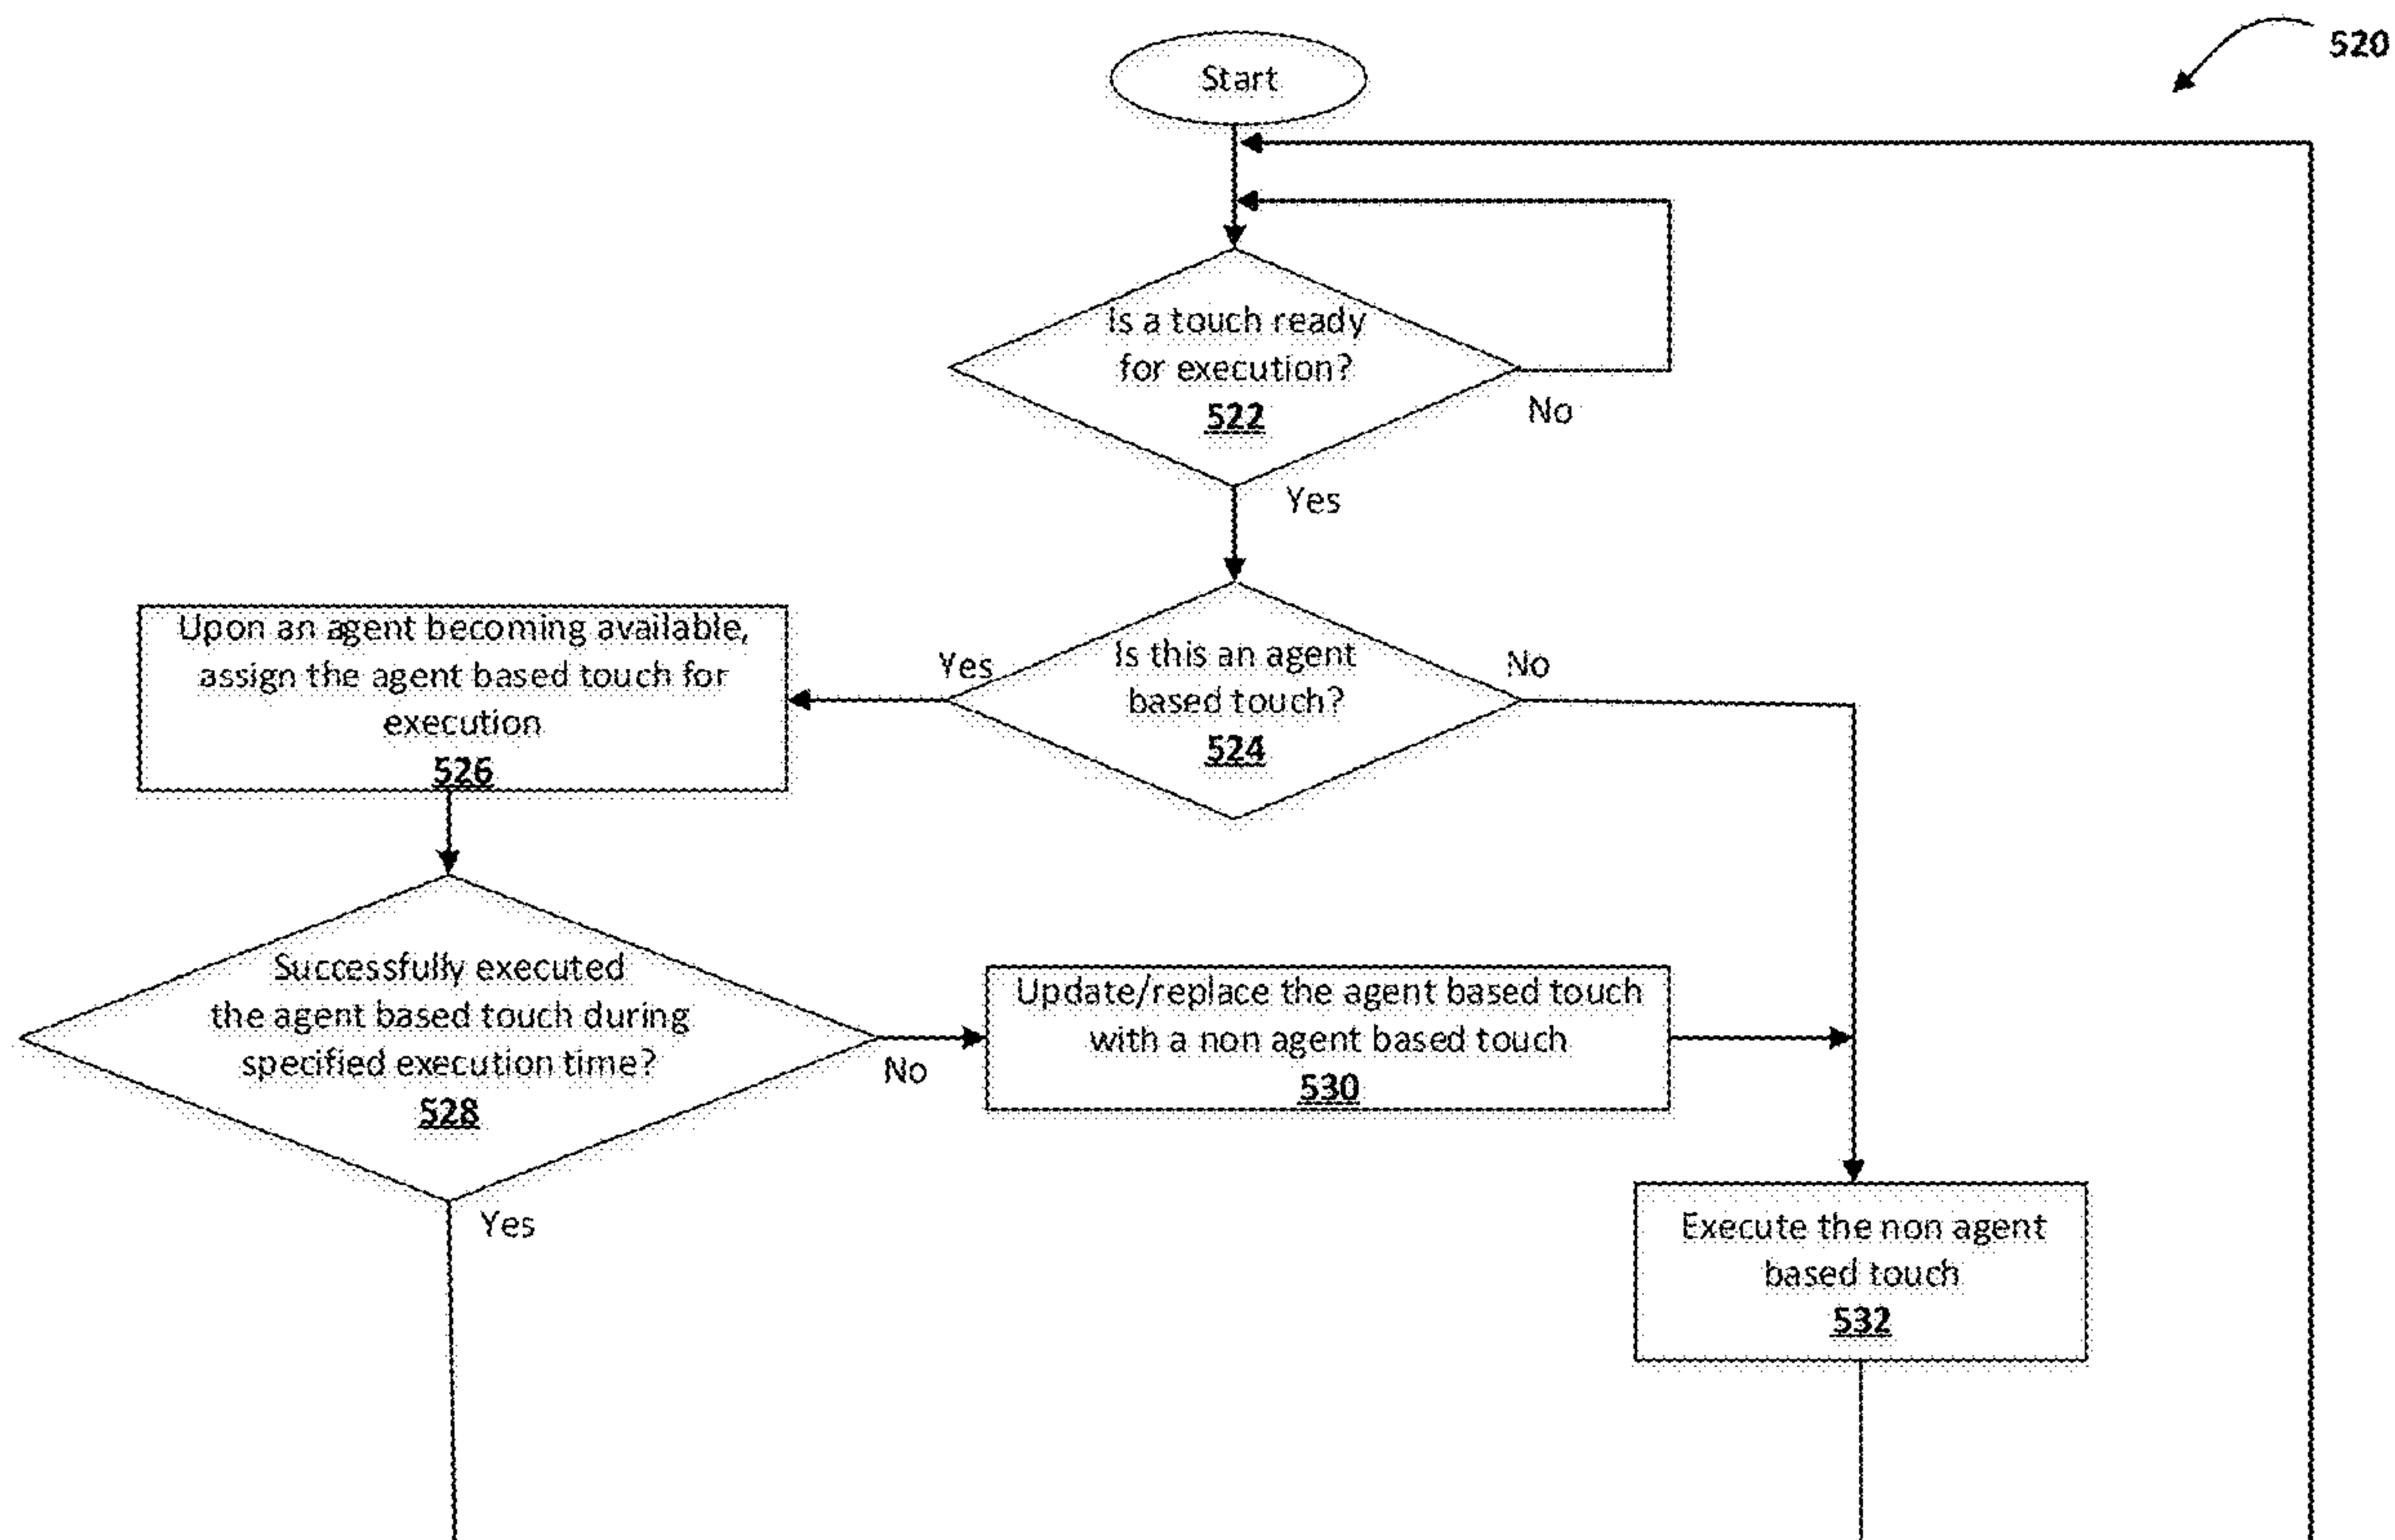 520
Start
Is a touch ready
for execution?
522
No
Yes
Upon an agent becoming available,
assign the agent based touch for
execution
526
Yes
Is this an agent
based touch?
524
No
Successfully executed
the agent based touch during
specified execution time?
528
No
Yes
Update/replace the agent based touch
with a non agent based touch
530
Execute the non agent
based touch
532